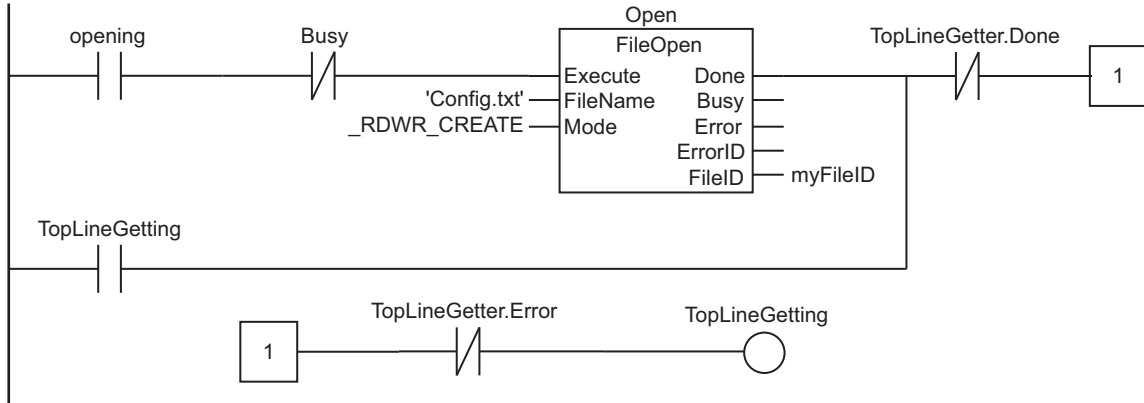 Open
opening Busy FileOpen TopLineGetter.Done
Execute Done 1
'Config.txt' FileName Busy
_RDWR_CREATE Mode Error
ErrorID
FileID myFileID
TopLineGetting
TopLineGetter.Error TopLineGetting
1